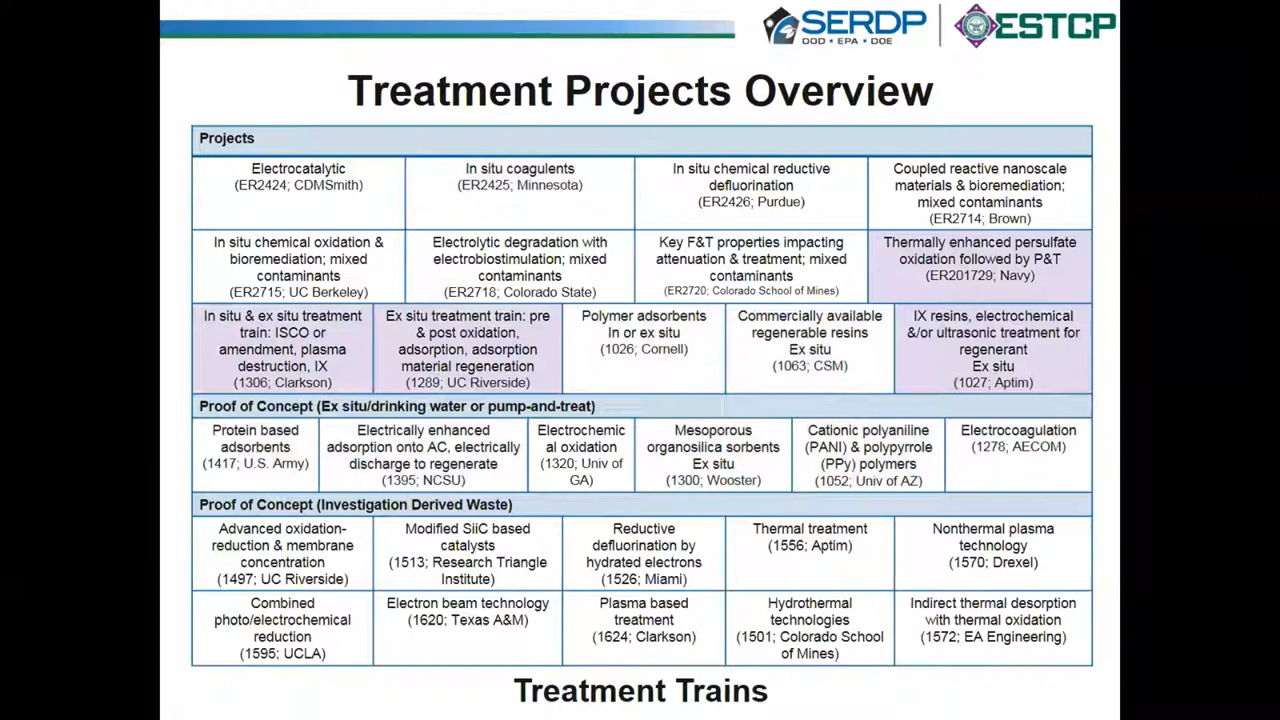 SERDP
DOD • EPA • DOE
ESTCP
Treatment Projects Overview
Projects
Electrocatalytic
(ER2424; CDMSmith)
In situ coagulents
(ER2425; Minnesota)
In situ chemical reductive
defluorination
(ER2426; Purdue)
Coupled reactive nanoscale
materials & bioremediation;
mixed contaminants
(ER2714; Brown)
In situ chemical oxidation &
bioremediation; mixed
contaminants
(ER2715; UC Berkeley)
Electrolytic degradation with
electrobiostimulation; mixed
contaminants
(ER2718; Colorado State)
Key F&T properties impacting
attenuation & treatment; mixed
contaminants
(ER2720; Colorado School of Mines)
Thermally enhanced persulfate
oxidation followed by P&T
(ER201729; Navy)
In situ & ex situ treatment
train: ISCO or
amendment, plasma
destruction, IX
(1306; Clarkson)
Ex situ treatment train: pre
& post oxidation,
adsorption, adsorption
material regeneration
(1289; UC Riverside)
Polymer adsorbents
In or ex situ
(1026; Cornell)
Commercially available
regenerable resins
Ex situ
(1063; CSM)
IX resins, electrochemical
&/or ultrasonic treatment for
regenerant
Ex situ
(1027; Aptim)
Proof of Concept (Ex situ/drinking water or pump-and-treat)
Protein based
adsorbents
(1417; U.S. Army)
Electrically enhanced
adsorption onto AC, electrically
discharge to regenerate
(1395; NCSU)
Electrochemic
al oxidation
(1320; Univ of
GA)
Mesoporous
organosilica sorbents
Ex situ
(1300; Wooster)
Cationic polyaniline
(PANI) & polypyrrole
(PPy) polymers
(1052; Univ of AZ)
Electrocoagulation
(1278; AECOM)
Proof of Concept (Investigation Derived Waste)
Advanced oxidation-
reduction & membrane
concentration
(1497; UC Riverside)
Modified SiiC based
catalysts
(1513; Research Triangle
Institute)
Reductive
defluorination by
hydrated electrons
(1526; Miami)
Thermal treatment
(1556; Aptim)
Nonthermal plasma
technology
(1570; Drexel)
Combined
photo/electrochemical
reduction
(1595; UCLA)
Electron beam technology
(1620; Texas A&M)
Plasma based
treatment
(1624; Clarkson)
Hydrothermal
technologies
(1501; Colorado School
of Mines)
Indirect thermal desorption
with thermal oxidation
(1572; EA Engineering)
Treatment Trains